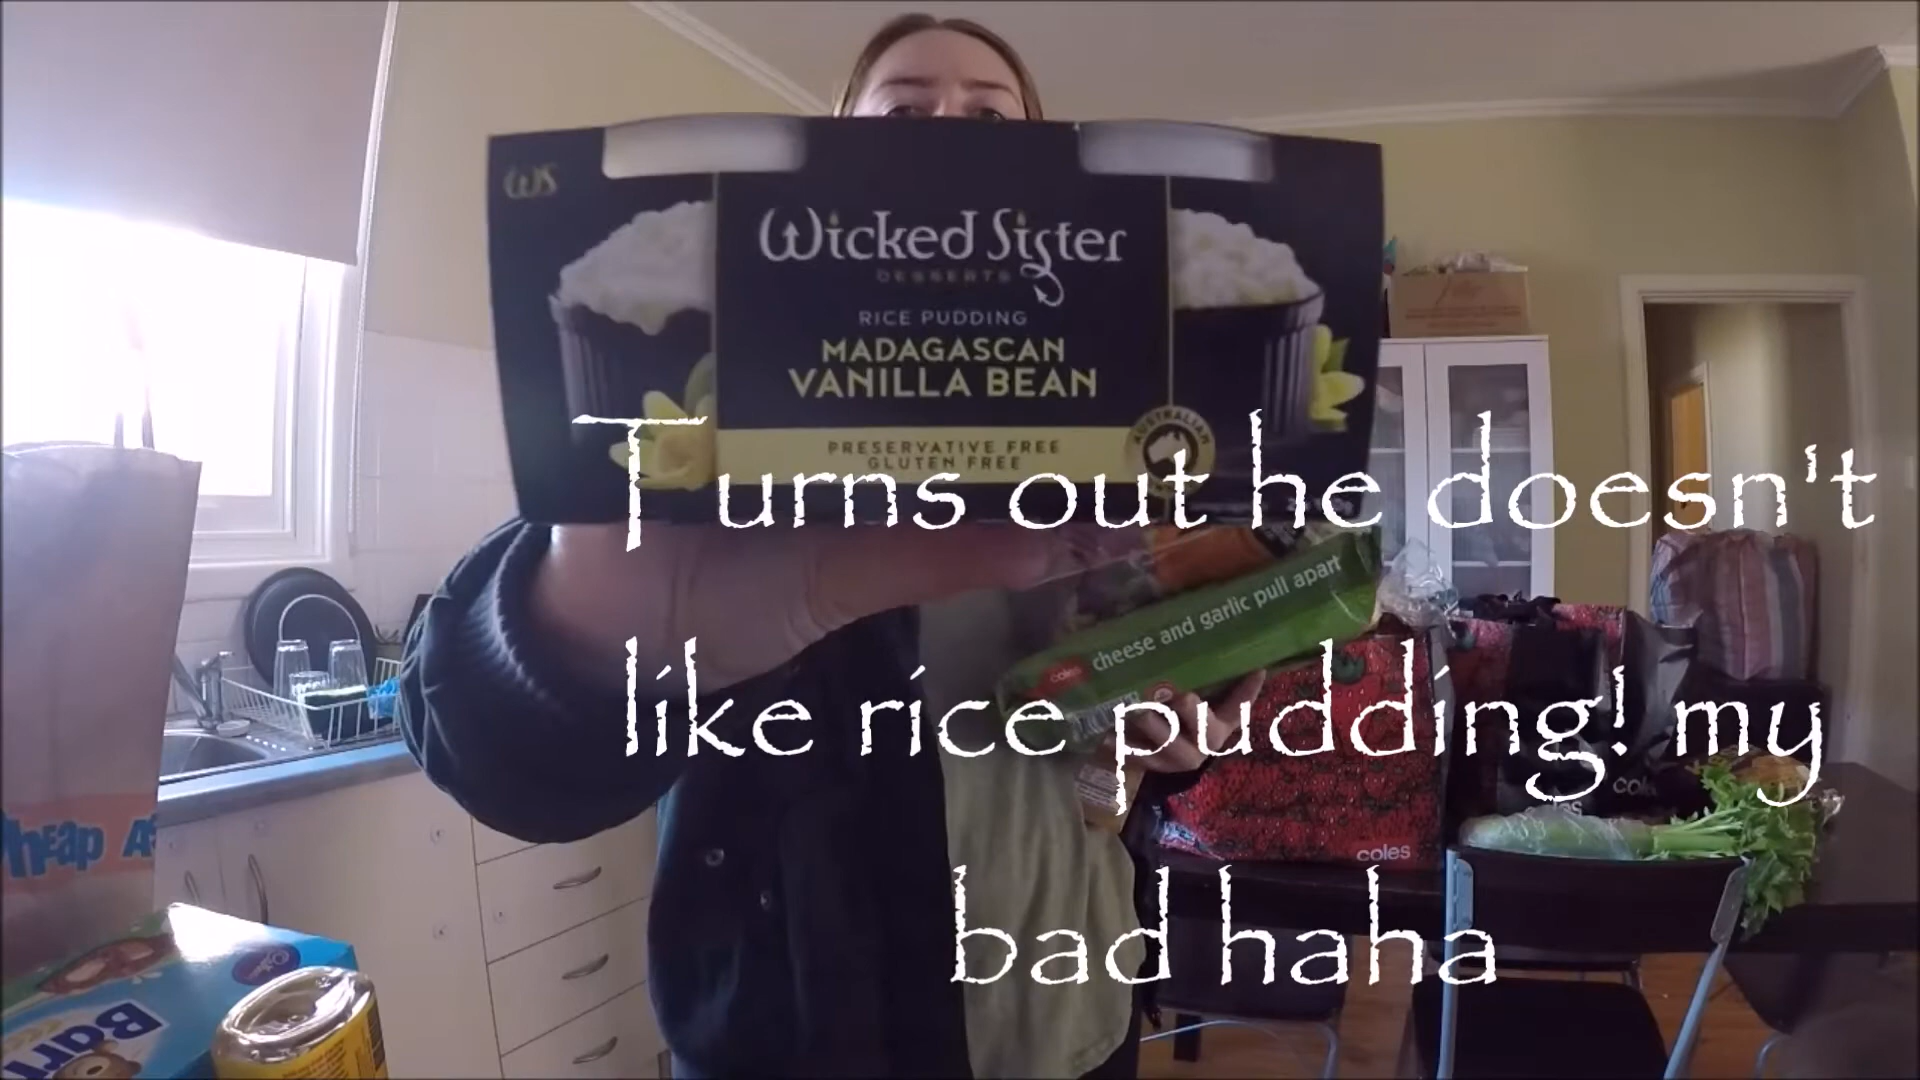 WS
Wicked Sister
DESSERTS
RICE PUDDING
MADAGASCAN
VANILLA BEAN
PRESERVATIVE FREE
GLUTEN FREE
AUSTRALIAN
Turns out he doesn't
like rice pudding! my
bad haha
coles cheese and garlic pull apart
coles